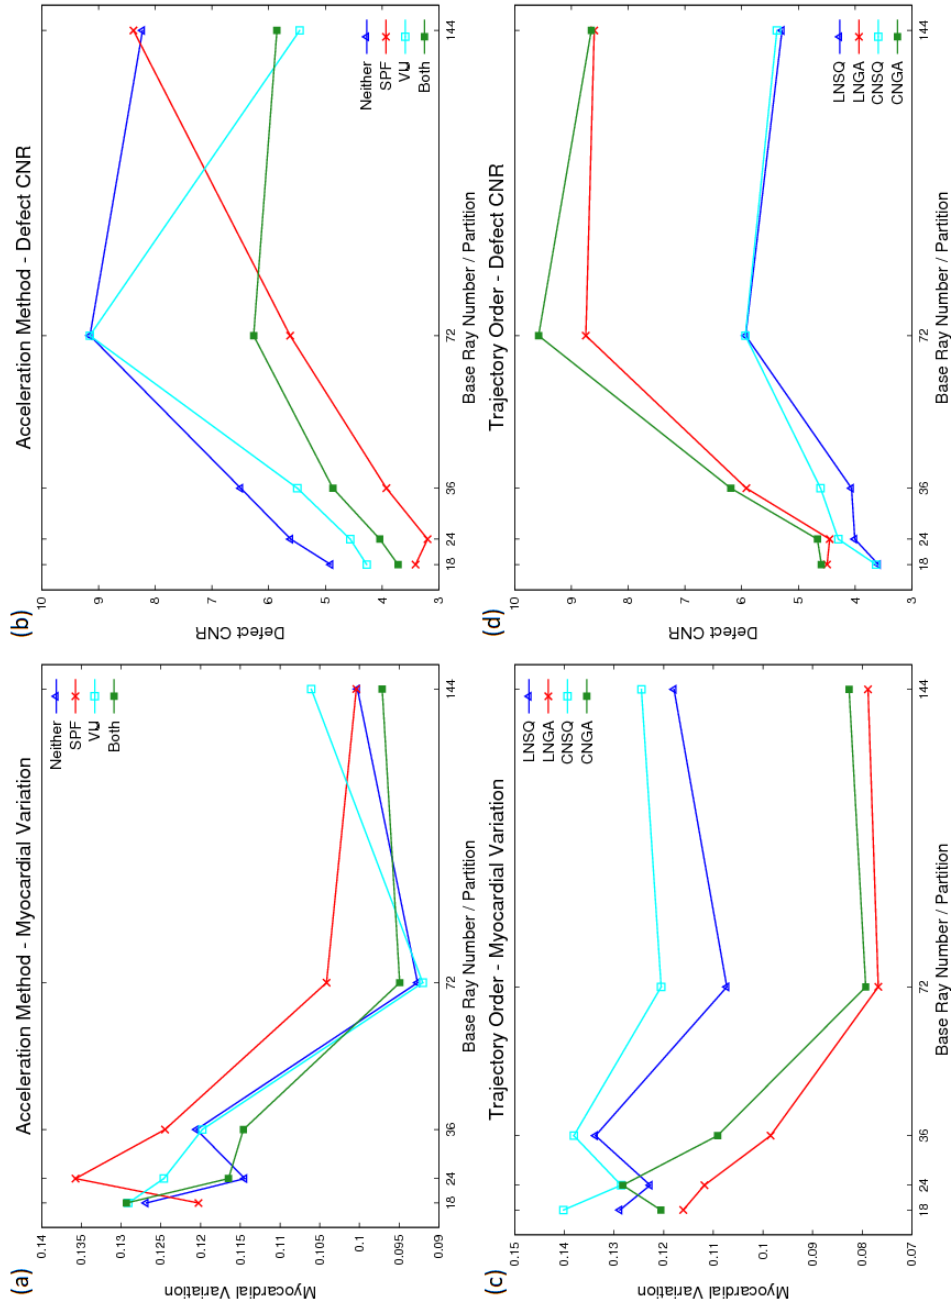 (a)
Acceleration Method - Myocardial Variation
Myocardial Variation
0.14
0.135
0.13
0.125
0.12
0.115
0.11
0.105
0.1
0.095
0.09
18
24
36
72
144
Base Ray Number / Partition
Neither
SPF
VIJ
Both
(b)
Acceleration Method - Defect CNR
Defect CNR
10
9
8
7
6
5
4
3
18
24
36
72
144
Base Ray Number / Partition
Neither
SPF
VIJ
Both
(c)
Trajectory Order - Myocardial Variation
Myocardial Variation
0.15
0.14
0.13
0.12
0.11
0.1
0.09
0.08
0.07
18
24
36
72
144
Base Ray Number / Partition
LNSQ
LNGA
CNSQ
CNGA
(d)
Trajectory Order - Defect CNR
Defect CNR
10
9
8
7
6
5
4
3
18
24
36
72
144
Base Ray Number / Partition
LNSQ
LNGA
CNSQ
CNGA